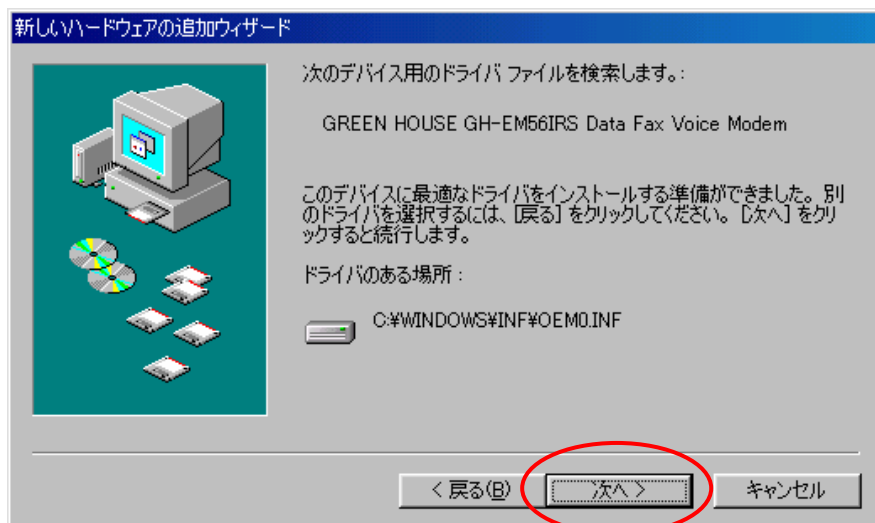 新しいハードウェアの追加ウィザード
次のデバイス用のドライバ ファイルを検索します。:
GREEN HOUSE GH-EM56IRS Data Fax Voice Modem
このデバイスに最適なドライバをインストールする準備ができました。別
のドライバを選択するには、[戻る] をクリックしてください。[次へ] をクリ
ックすると続行します。
ドライバのある場所 :
C:¥WINDOWS¥INF¥OEM0.INF
< 戻る(B) 次へ > キャンセル